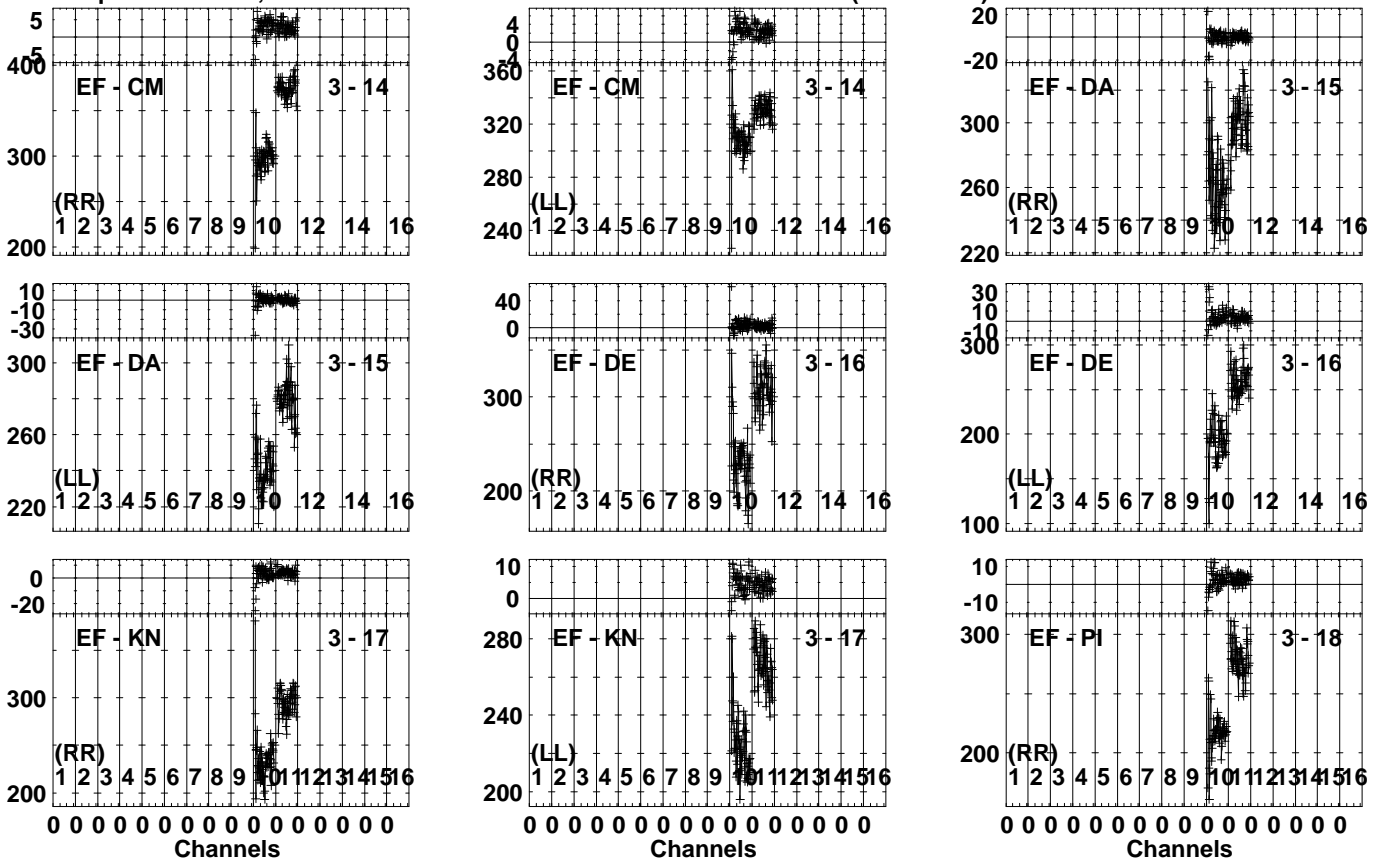 5
5
400
300
200
EF - CM 3 - 14
(RR)
1 2 3 4 5 6 7 8 9 10 12 14 16
4
0
-4
360
320
280
240
EF - CM 3 - 14
(LL)
1 2 3 4 5 6 7 8 9 10 12 14 16
20
-20
300
260
220
EF - DA 3 - 15
(RR)
1 2 3 4 5 6 7 8 9 10 12 14 16
10
-10
-30
300
260
220
EF - DA 3 - 15
(LL)
1 2 3 4 5 6 7 8 9 10 12 14 16
40
0
300
200
EF - DE 3 - 16
(RR)
1 2 3 4 5 6 7 8 9 10 12 14 16
30
10
-10
300
200
100
EF - DE 3 - 16
(LL)
1 2 3 4 5 6 7 8 9 10 12 14 16
0
-20
300
200
EF - KN 3 - 17
(RR)
1 2 3 4 5 6 7 8 9 10 11 12 13 14 15 16
0 0 0 0 0 0 0 0 0 0 0 0 0 0 0 0
Channels
10
0
280
240
200
EF - KN 3 - 17
(LL)
1 2 3 4 5 6 7 8 9 10 11 12 13 14 15 16
0 0 0 0 0 0 0 0 0 0 0 0 0 0 0 0
Channels
10
-10
300
200
EF - PI 3 - 18
(RR)
1 2 3 4 5 6 7 8 9 10 11 12 13 14 15 16
0 0 0 0 0 0 0 0 0 0 0 0 0 0 0 0
Channels